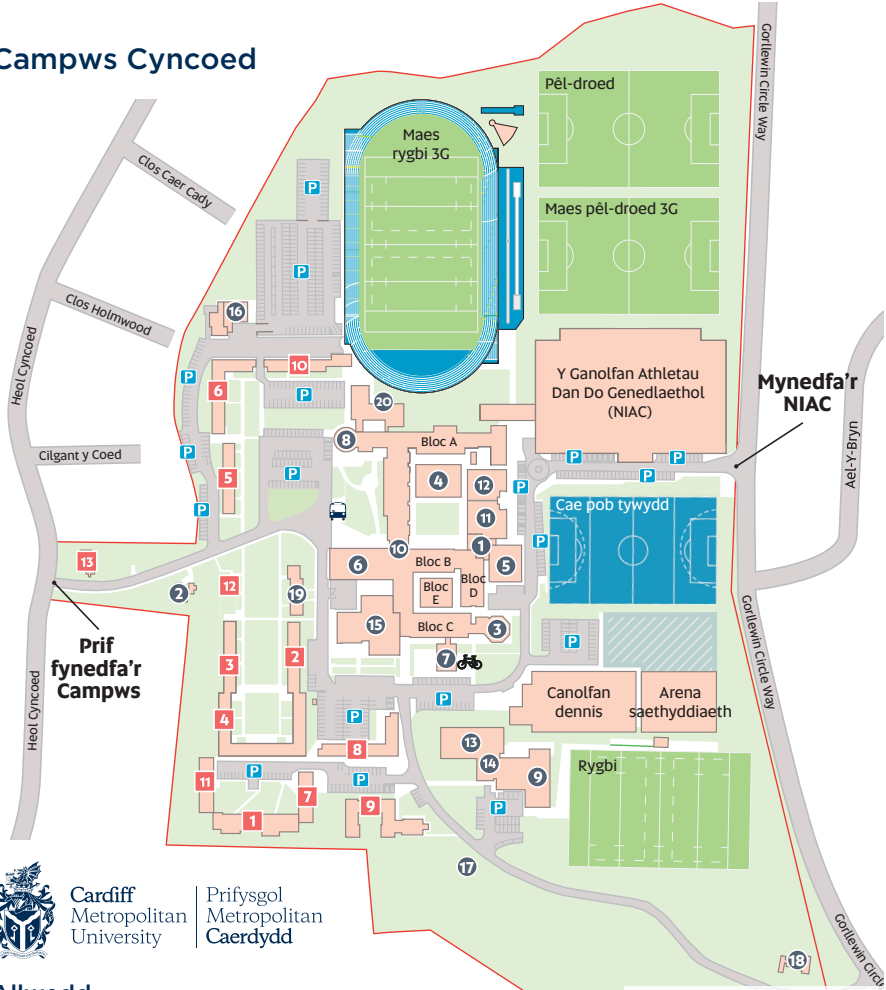 Campws Cyncoed
Gorllewin Circle Way
Pêl-droed
Maes
rygbi 3G
Clos Caer Cady
P
Maes pêl-droed 3G
P
Clos Holmwood
16
Heol Cyncoed
10
Y Ganolfan Athletau
Dan Do Genedlaethol
(NIAC)
Mynedfa'r
NIAC
P
6
P
20
8
Bloc A
Ael-Y-Bryn
Cilgant y Coed
P
P
P
5
P
4
12
P
P
P
11
Cae pob tywydd
P
10
1
13
6
Bloc B
5
Bloc
D
Bloc
E
2
12
19
Gorllewin Circle Way
15
Bloc C
3
P
Prif
fynedfa'r
Campws
3
2
7
Heol Cyncoed
P
Canolfan
dennis
Arena
saethyddiaeth
4
P
8
13
14
Rygbi
11
P
P
9
7
9
P
1
17
Cardiff
Metropolitan
University
Prifysgol
Metropolitan
Caerdydd
18
Gorllewin Circle